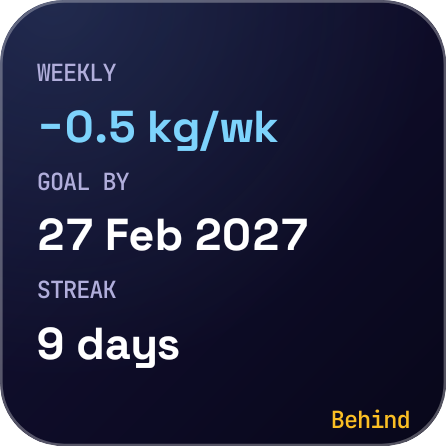 WEEKLY
−0.5 kg/wk
GOAL BY
27 Feb 2027
STREAK
9 days
Behind